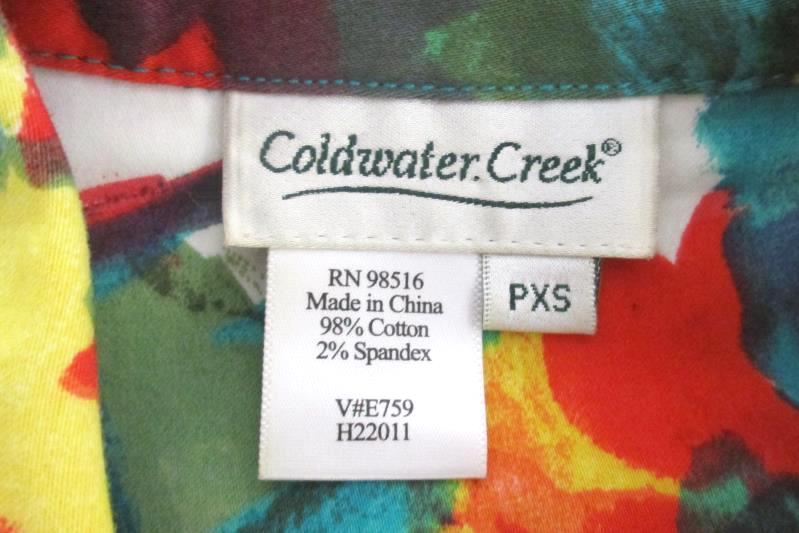 Coldwater Creek®
RN 98516
Made in China
98% Cotton
2% Spandex
V#E759
H22011
PXS